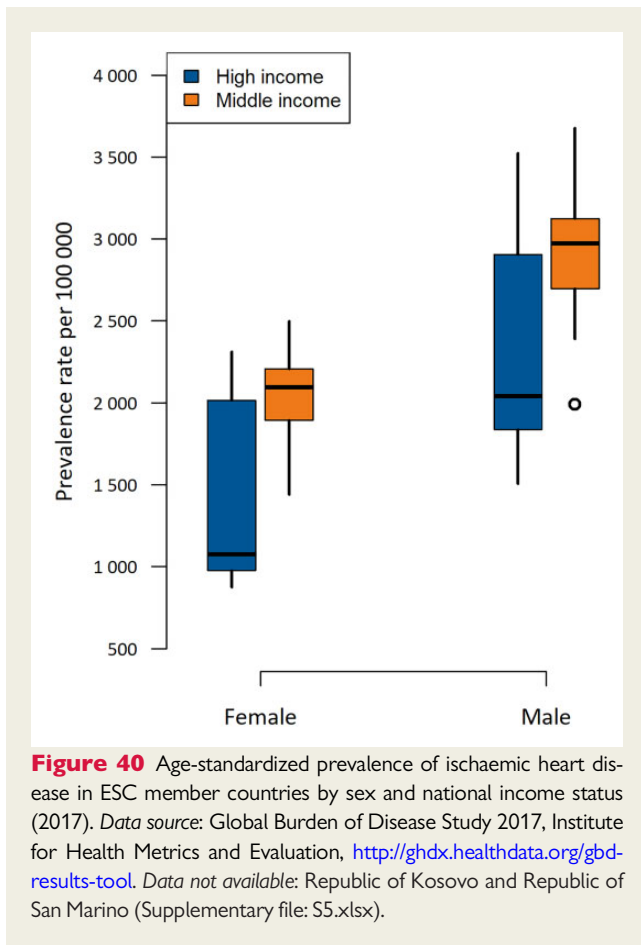 High income
Middle income
4 000
3 500
3 000
2 500
2 000
1 500
1 000
500
Prevalence rate per 100 000
Female Male
Figure 40 Age-standardized prevalence of ischaemic heart dis-
ease in ESC member countries by sex and national income status
(2017). Data source: Global Burden of Disease Study 2017, Institute
for Health Metrics and Evaluation, http://ghdx.healthdata.org/gbd-
results-tool. Data not available: Republic of Kosovo and Republic of
San Marino (Supplementary file: S5.xlsx).